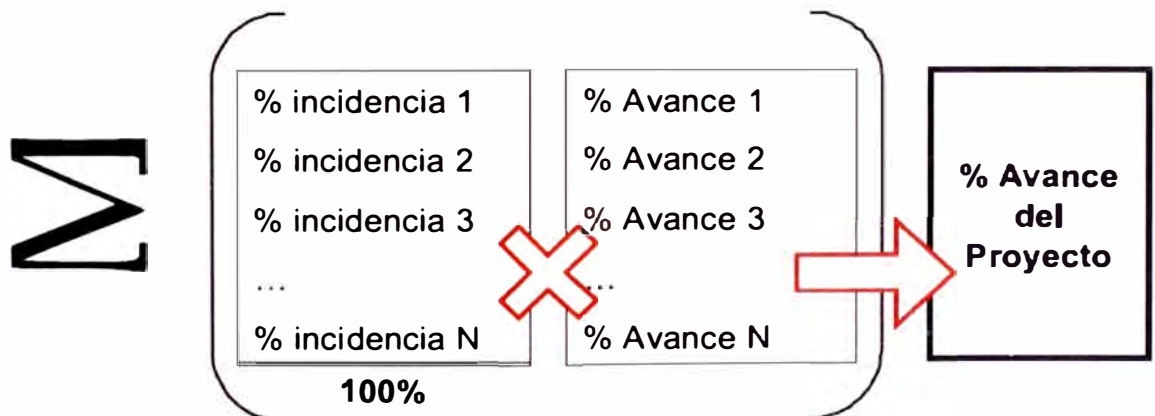 Σ
% incidencia 1
% incidencia 2
% incidencia 3
...
% incidencia N
100%
% Avance 1
% Avance 2
% Avance 3
...
% Avance N
% Avance
del
Proyecto